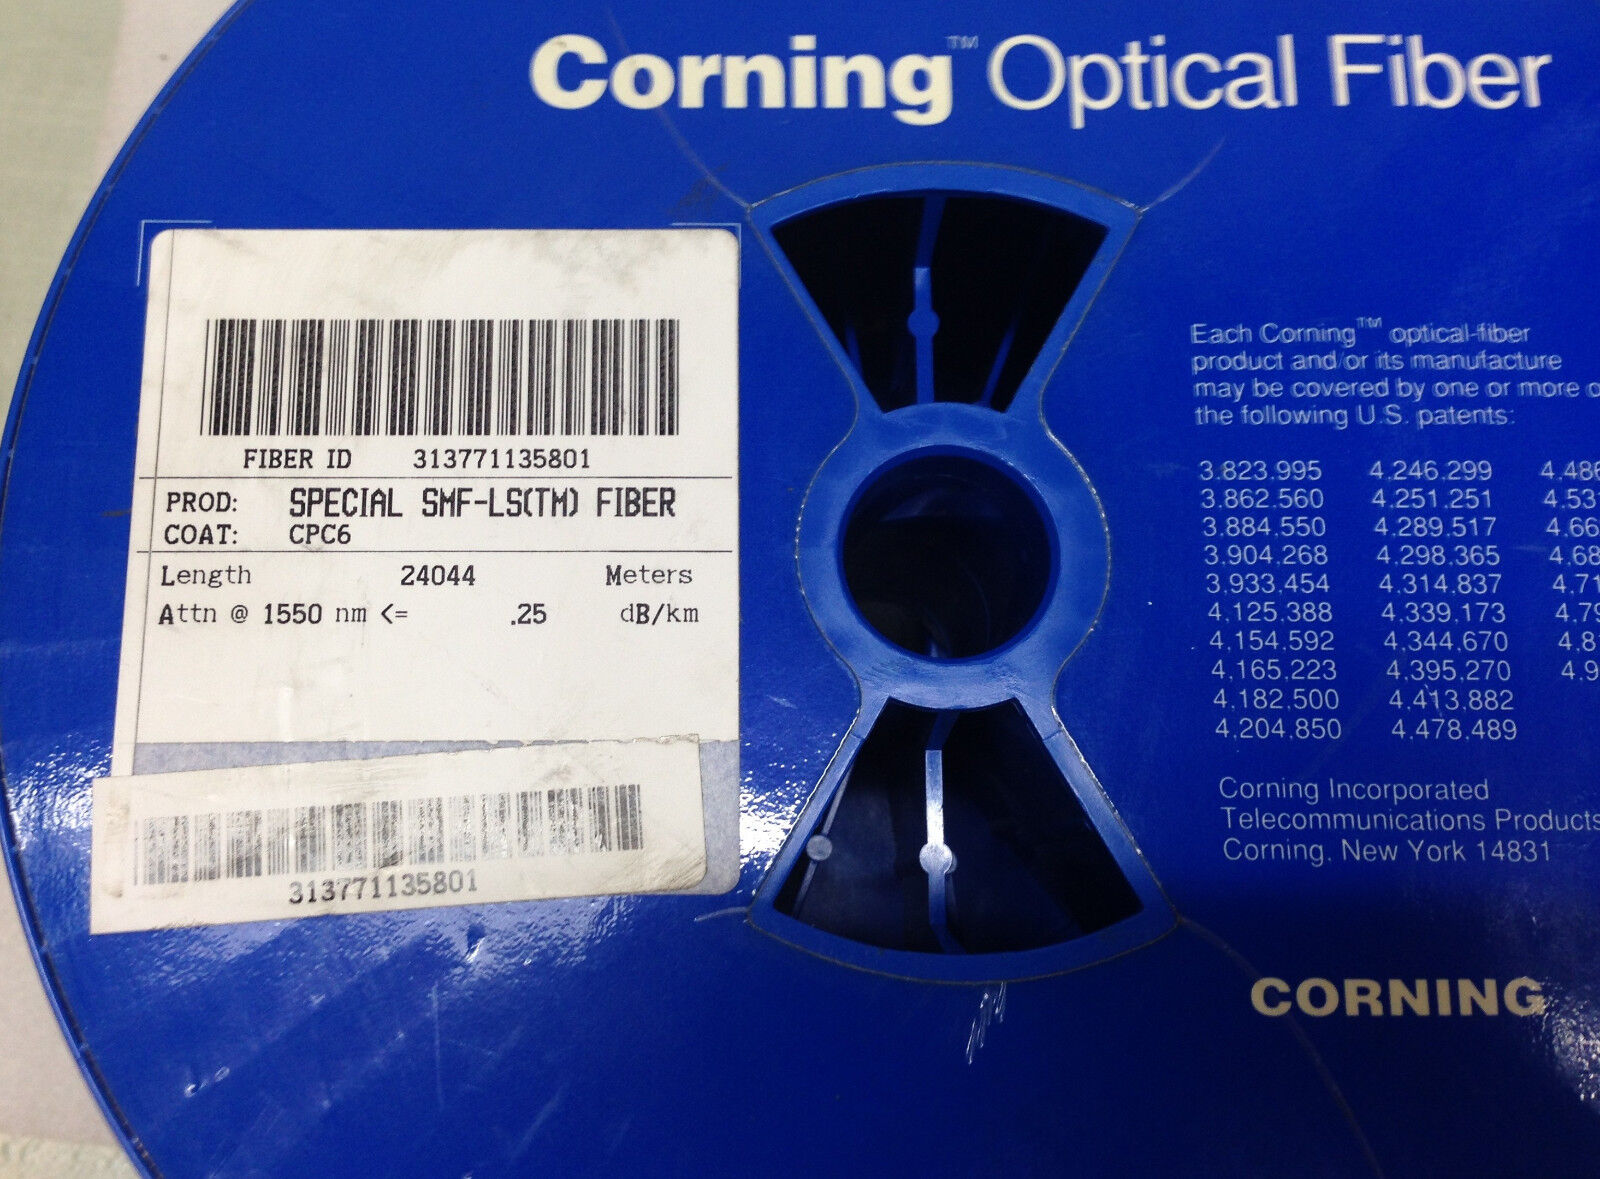 Corning™ Optical Fiber
FIBER ID 313771135801
PROD: SPECIAL SMF-LS(TM) FIBER
COAT: CPC6
Length 24044 Meters
Attn @ 1550 nm <= .25 dB/km
313771135801
Each Corning™ optical-fiber
product and/or its manufacture
may be covered by one or more
the following U.S. patents:
3,823,995 4,246,299
3,862,560 4,251,251
3,884,550 4,289,517
3,904,268 4,298,365
3,933,454 4,314,837
4,125,388 4,339,173
4,154,592 4,344,670
4,165,223 4,395,270
4,182,500 4,413,882
4,204,850 4,478,489
Corning Incorporated
Telecommunications Products
Corning, New York 14831
CORNING